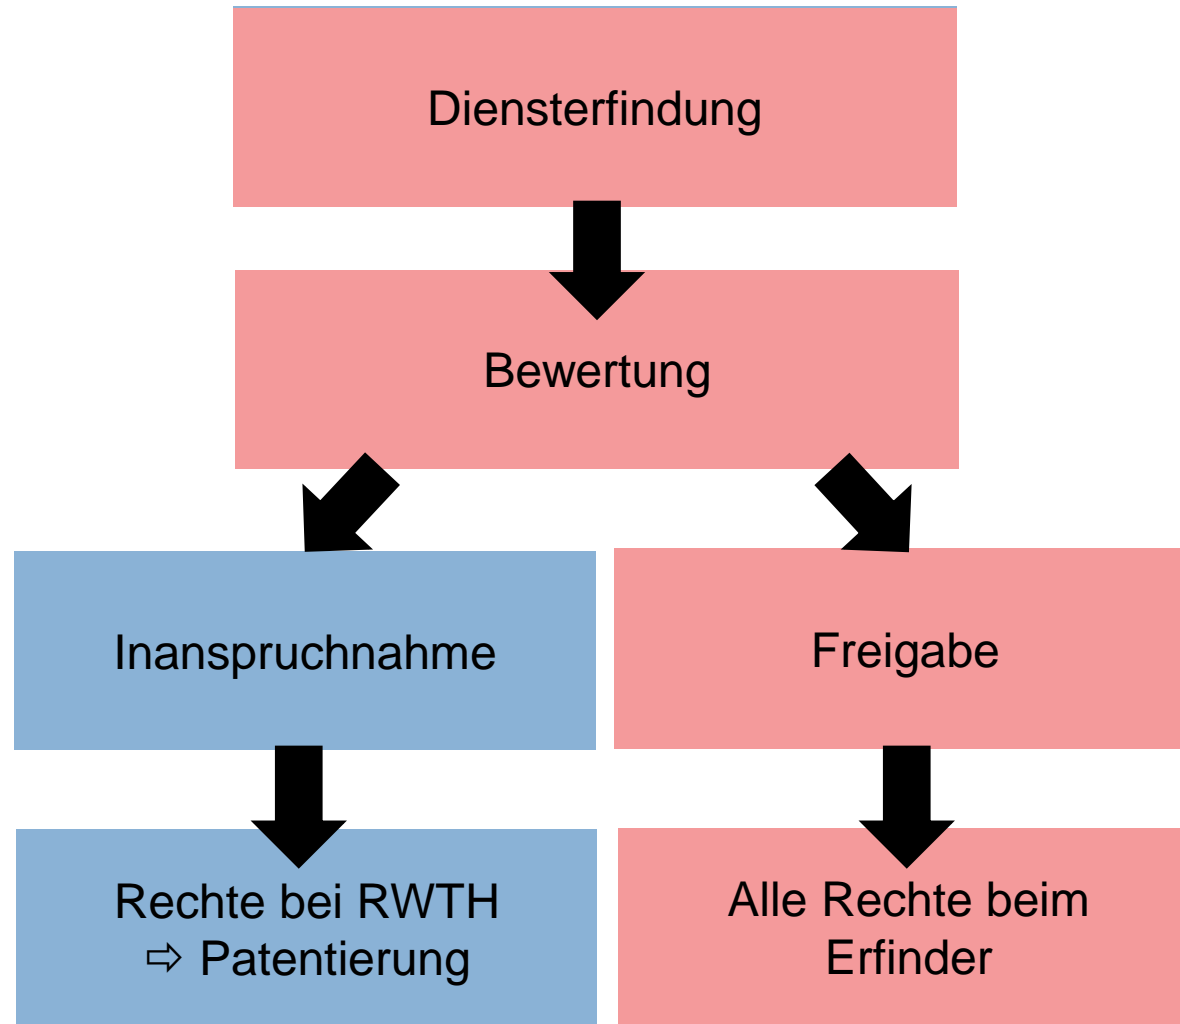 Diensterfindung
Bewertung
Inanspruchnahme
Freigabe
Rechte bei RWTH
⇨ Patentierung
Alle Rechte beim
Erfinder